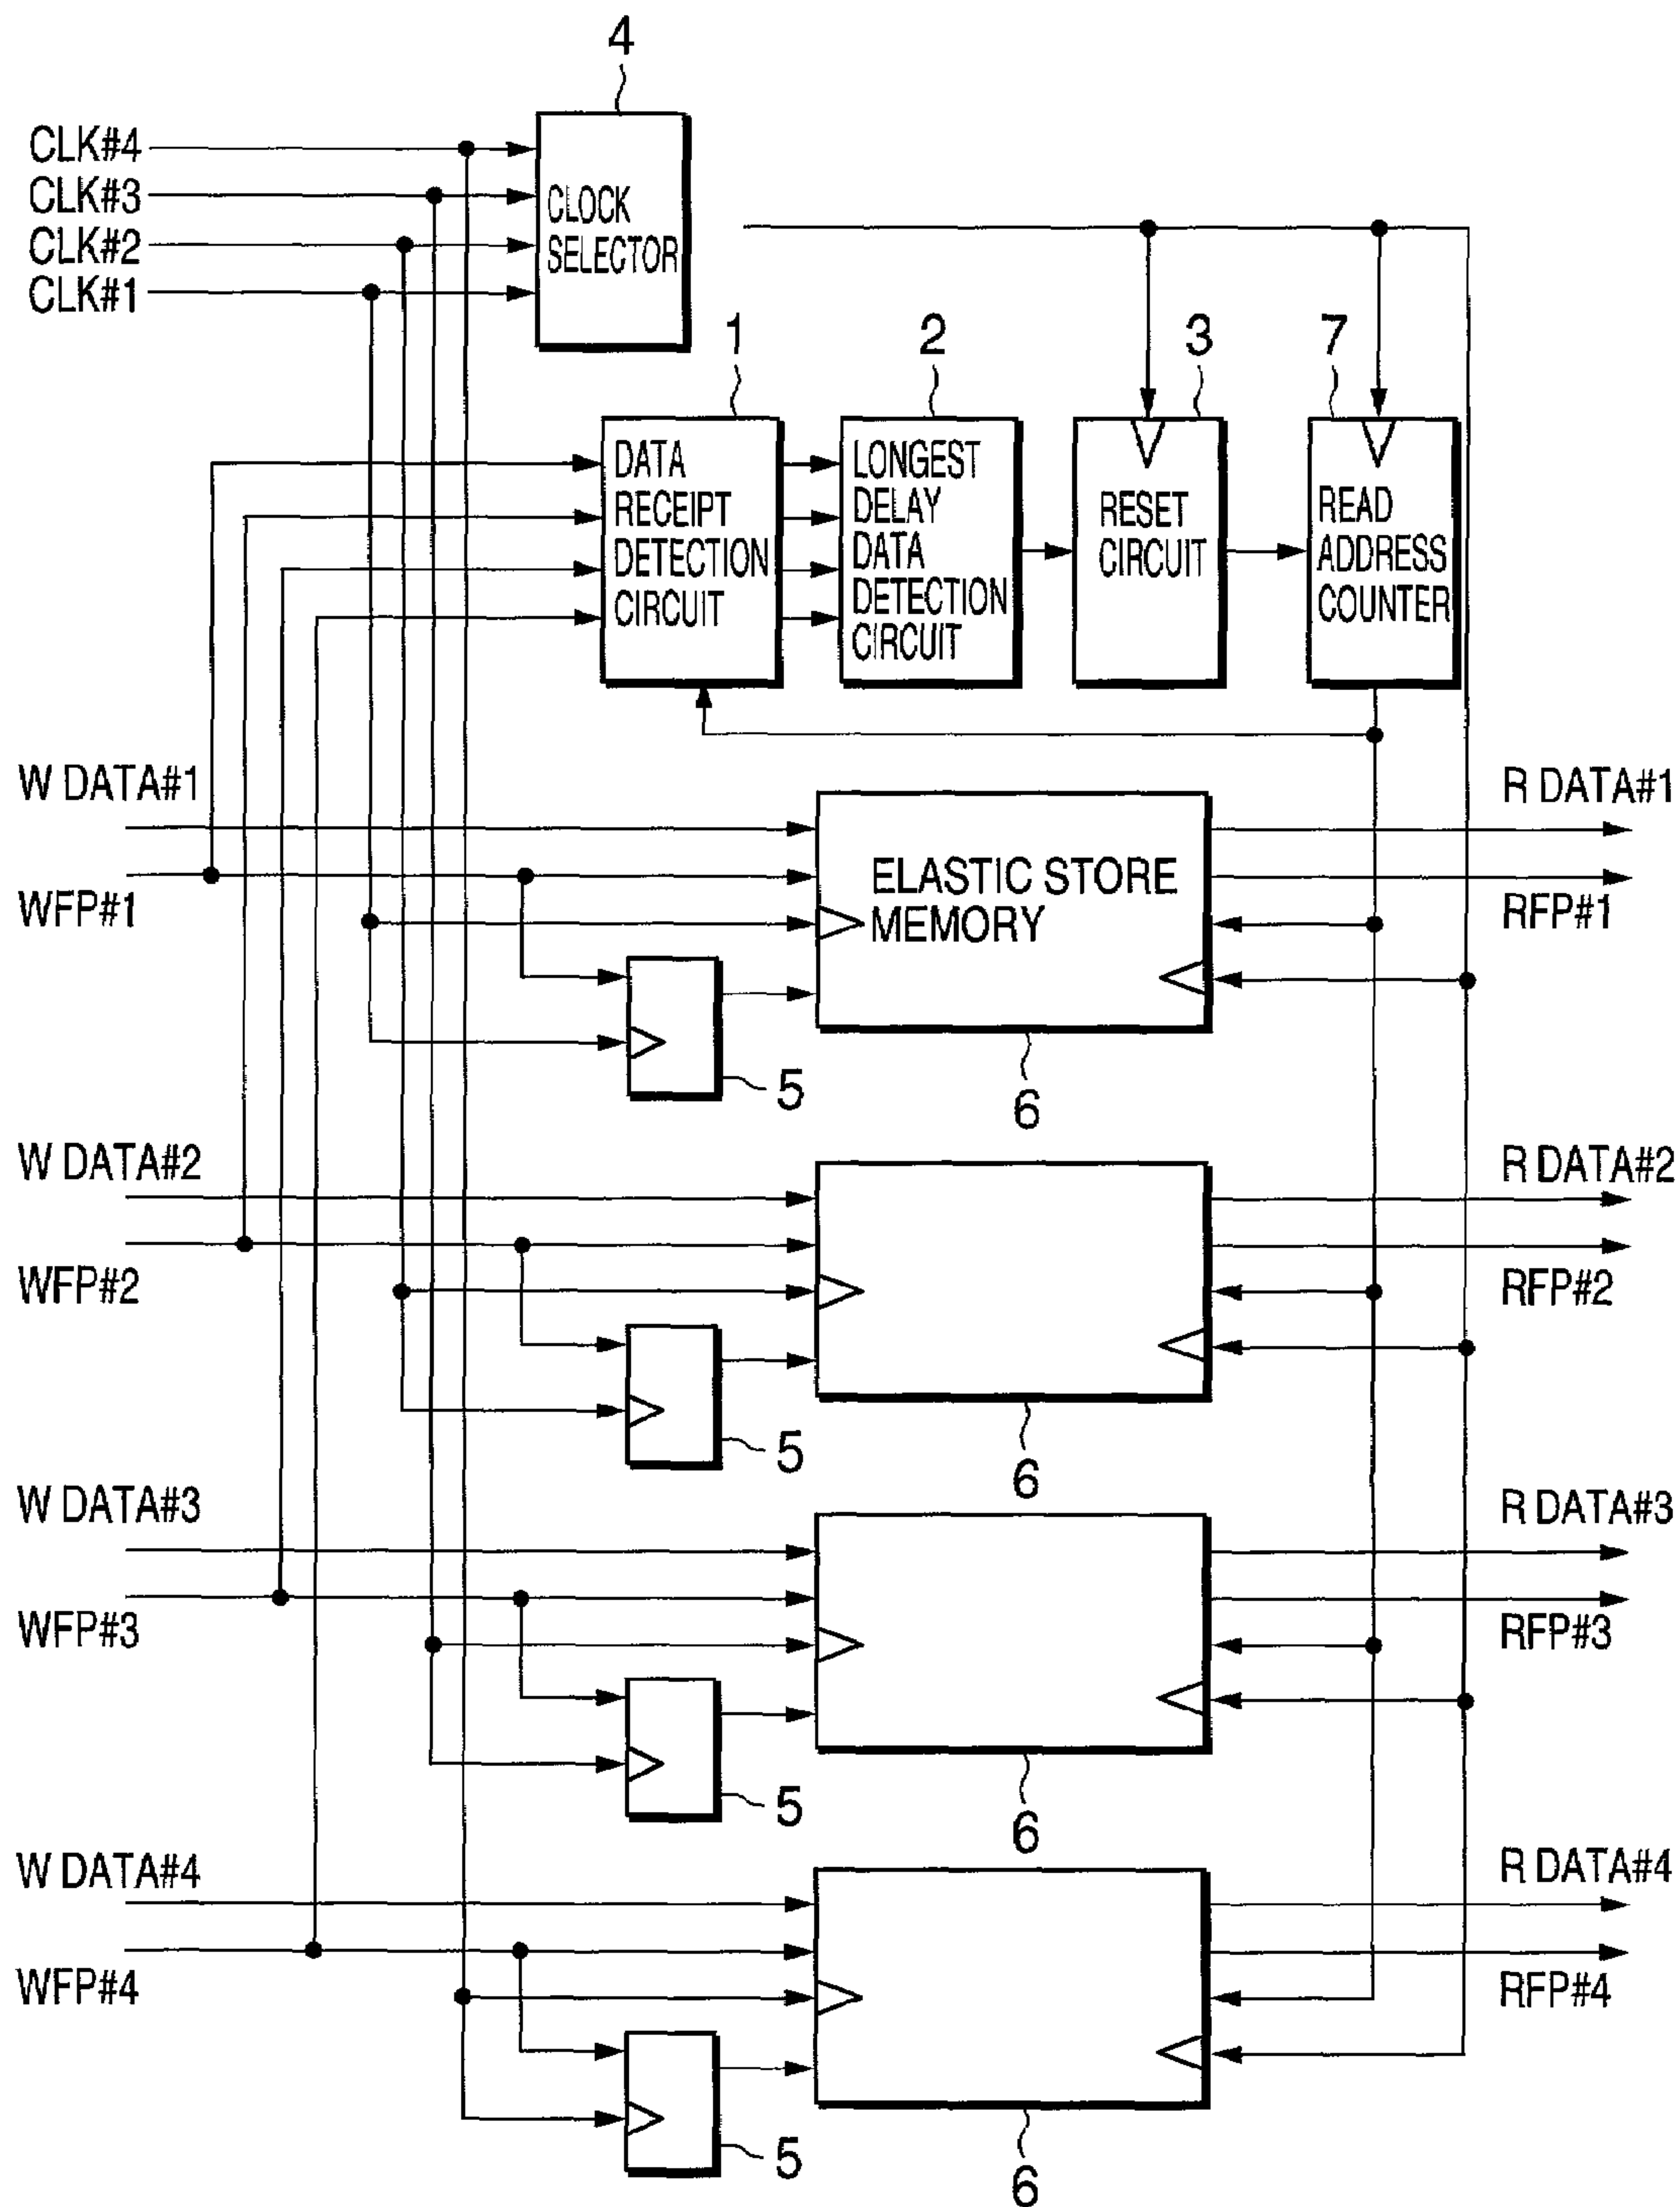 4
CLK#4
CLK#3
CLK#2
CLK#1
CLOCK
SELECTOR
1
2
3
7
DATA
RECEIPT
DETECTION
CIRCUIT
LONGEST
DELAY
DATA
DETECTION
CIRCUIT
RESET
CIRCUIT
READ
ADDRESS
COUNTER
W DATA#1
WFP#1
ELASTIC STORE
MEMORY
R DATA#1
RFP#1
5
6
W DATA#2
WFP#2
R DATA#2
RFP#2
5
6
W DATA#3
WFP#3
R DATA#3
RFP#3
5
6
W DATA#4
WFP#4
R DATA#4
RFP#4
5
6